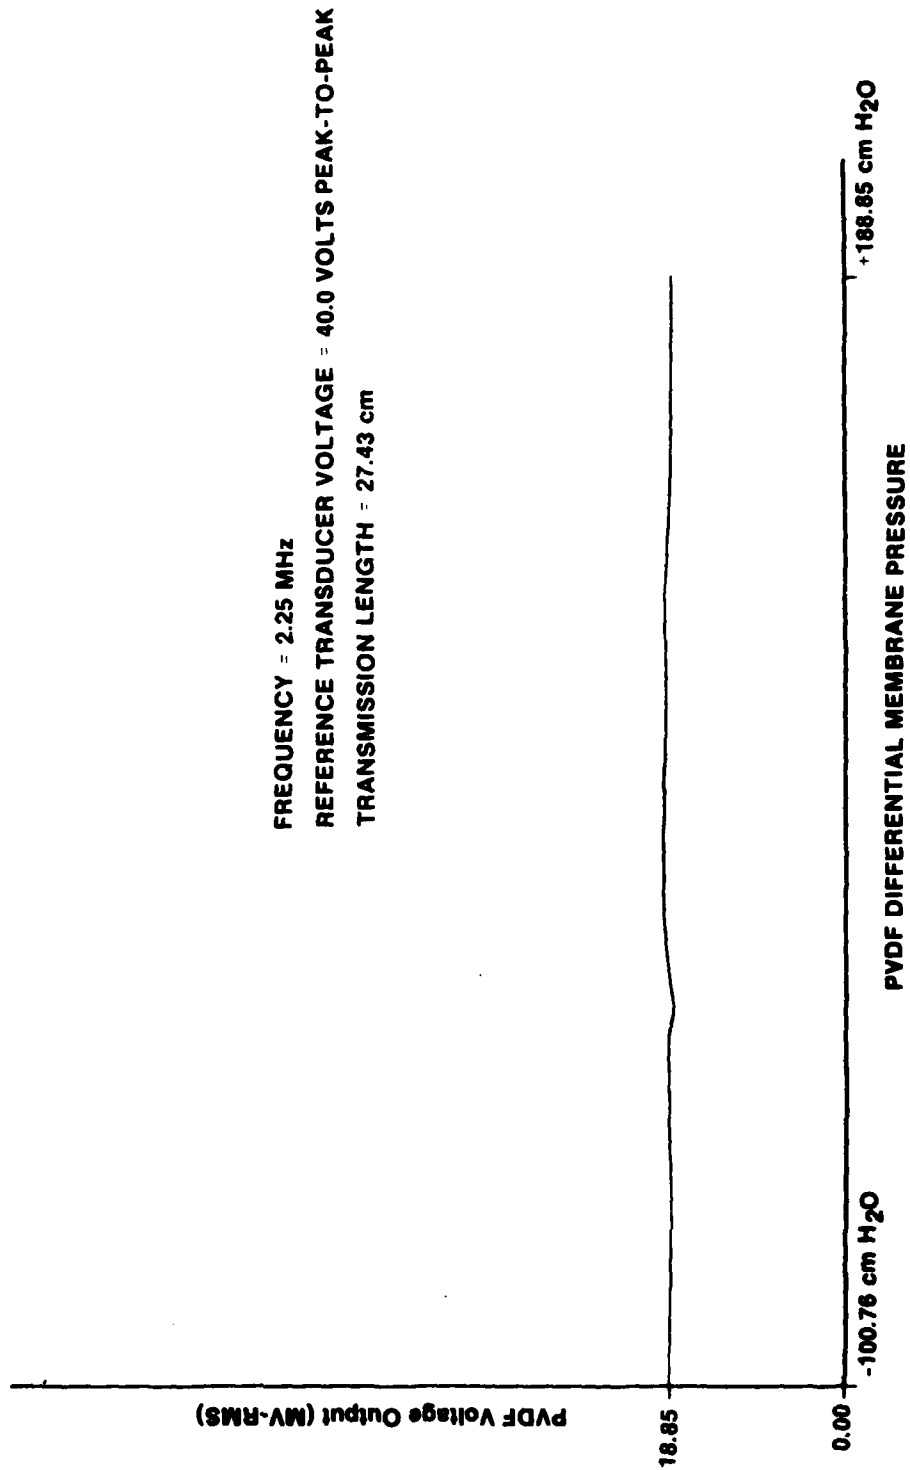 FREQUENCY = 2.25 MHz
REFERENCE TRANSDUCER VOLTAGE = 40.0 VOLTS PEAK-TO-PEAK
TRANSMISSION LENGTH = 27.43 cm
PVDF Voltage Output (MV-RMS)
18.85
0.00
-100.76 cm H2O
+188.85 cm H2O
PVDF DIFFERENTIAL MEMBRANE PRESSURE